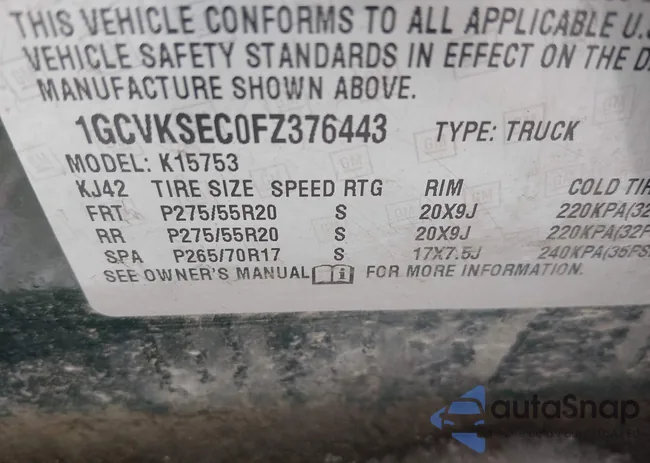 THIS VEHICLE CONFORMS TO ALL APPLICABLE U.S
VEHICLE SAFETY STANDARDS IN EFFECT ON THE D
MANUFACTURE SHOWN ABOVE.
1GCVKSEC0FZ376443 TYPE: TRUCK
MODEL: K15753
KJ42 TIRE SIZE SPEED RTG RIM COLD TIR
FRT P275/55R20 S 20X9J 220KPA(32
RR P275/55R20 S 20X9J 220KPA(32P
SPA P265/70R17 S 17X7.5J 240KPA(35PS
SEE OWNER'S MANUAL FOR MORE INFORMATION.
autoSnap